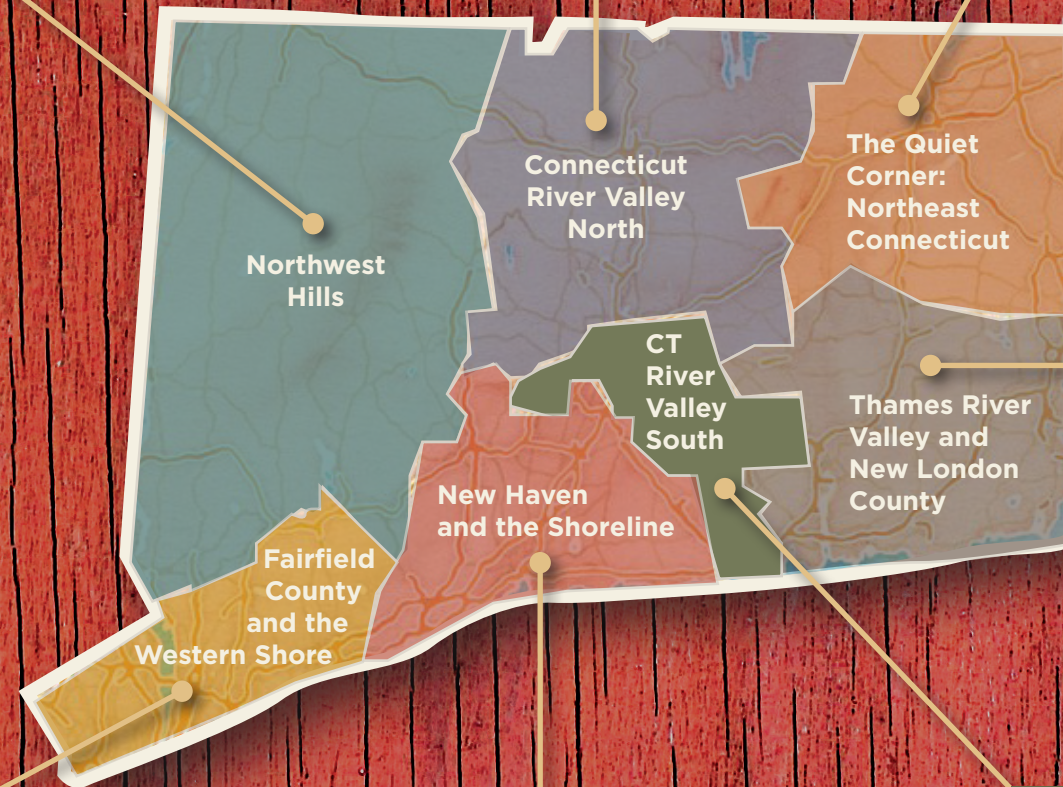 Northwest
Hills
Connecticut
River Valley
North
The Quiet
Corner:
Northeast
Connecticut
CT
River
Valley
South
Thames River
Valley and
New London
County
New Haven
and the Shoreline
Fairfield
County
and the
Western Shore